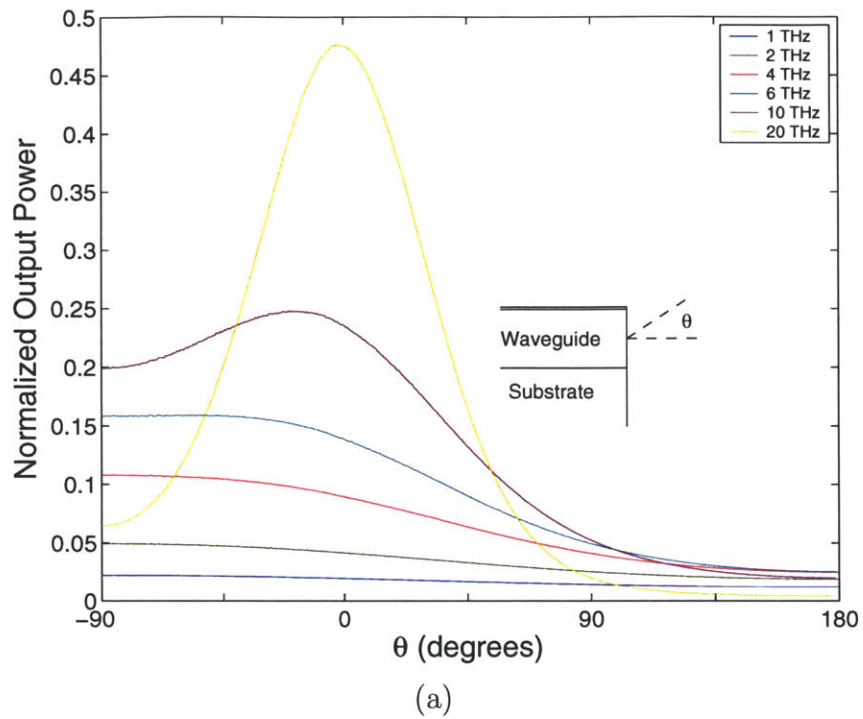 0.5
0.45
0.4
0.35
0.3
0.25
0.2
0.15
0.1
0.05
0
Normalized Output Power
1 THz
2 THz
4 THz
6 THz
10 THz
20 THz
Waveguide
θ
Substrate
−90
0
90
180
θ (degrees)
(a)